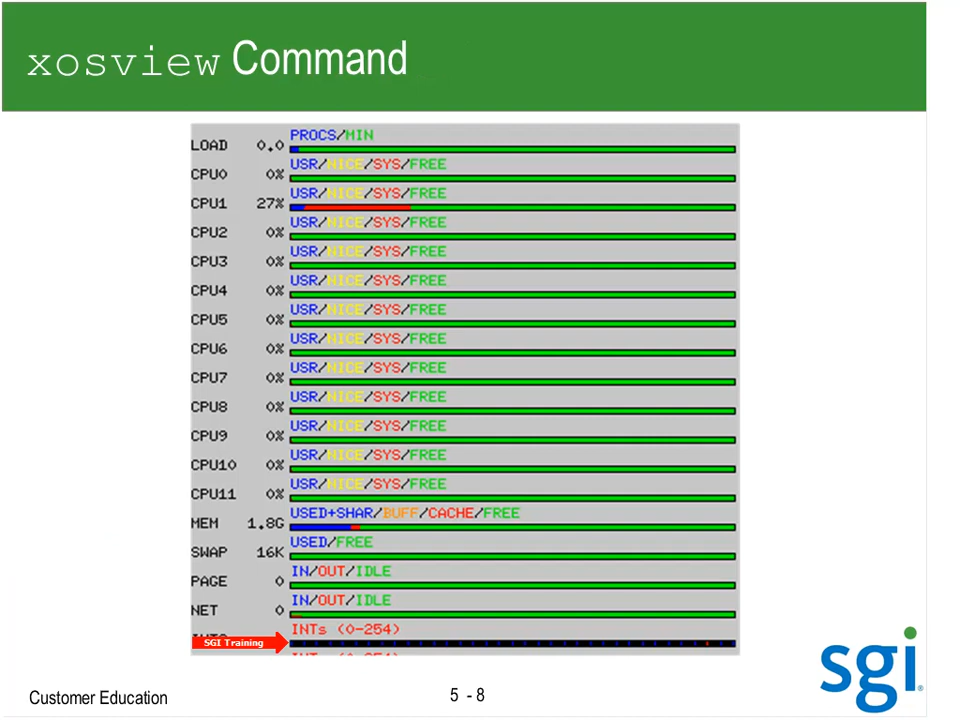 xosview Command
PROCS/MIN
LOAD 0.0
USR/NICE/SYS/FREE
CPU0 0%
USR/NICE/SYS/FREE
CPU1 27%
USR/NICE/SYS/FREE
CPU2 0%
USR/NICE/SYS/FREE
CPU3 0%
USR/NICE/SYS/FREE
CPU4 0%
USR/NICE/SYS/FREE
CPU5 0%
USR/NICE/SYS/FREE
CPU6 0%
USR/NICE/SYS/FREE
CPU7 0%
USR/NICE/SYS/FREE
CPU8 0%
USR/NICE/SYS/FREE
CPU9 0%
USR/NICE/SYS/FREE
CPU10 0%
USR/NICE/SYS/FREE
CPU11 0%
USED+SHAR/BUFF/CACHE/FREE
MEM 1.8G
USED/FREE
SWAP 16K
IN/OUT/IDLE
PAGE 0
IN/OUT/IDLE
NET 0
INTs (0-254)
SGI Training
sgi
Customer Education
5 - 8